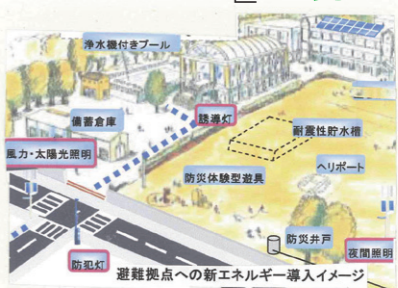 浄水機付きプール
備蓄倉庫
誘導灯
耐震性貯水槽
風力・太陽光照明
ヘリポート
防災体験型遊具
防災井戸
夜間照明
防犯灯
避難拠点への新エネルギー導入イメージ